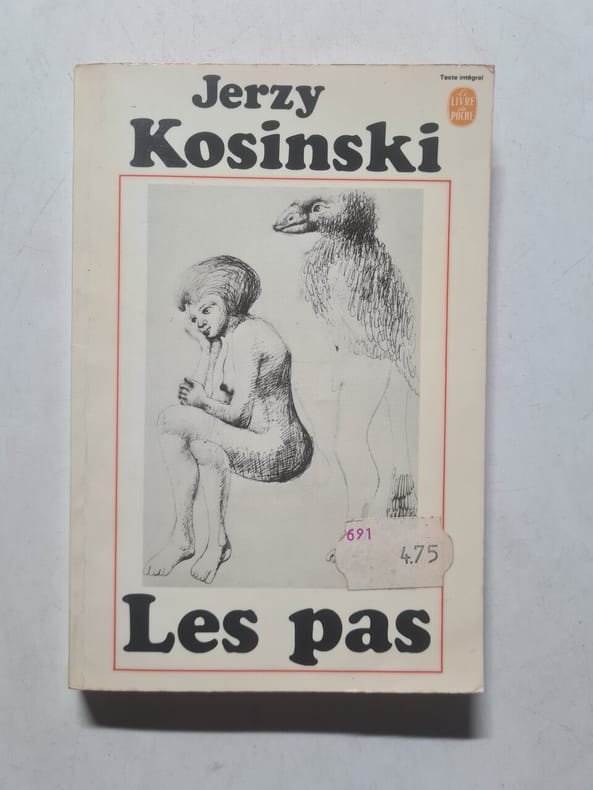 Texte intégral
Le
LIVRE
de
POCHE
Jerzy
Kosinski
691
4.75
Les pas